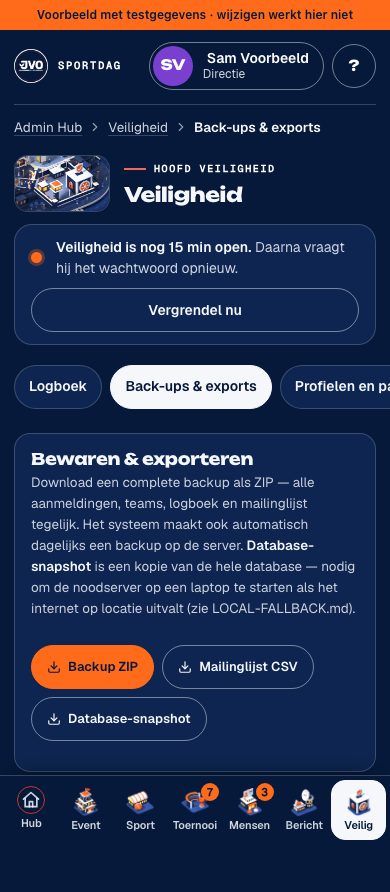 Voorbeeld met testgegevens · wijzigen werkt hier niet
JVO SPORTDAG
SV Sam Voorbeeld
Directie
?
Admin Hub > Veiligheid > Back-ups & exports
HOOFD VEILIGHEID
Veiligheid
Veiligheid is nog 15 min open. Daarna vraagt
hij het wachtwoord opnieuw.
Vergrendel nu
Logboek Back-ups & exports Profielen en pa
Bewaren & exporteren
Download een complete backup als ZIP — alle
aanmeldingen, teams, logboek en mailinglijst
tegelijk. Het systeem maakt ook automatisch
dagelijks een backup op de server. Database-
snapshot is een kopie van de hele database — nodig
om de noodserver op een laptop te starten als het
internet op locatie uitvalt (zie LOCAL-FALLBACK.md).
Backup ZIP Mailinglijst CSV
Database-snapshot
7 3
Hub Event Sport Toernooi Mensen Bericht Veilig